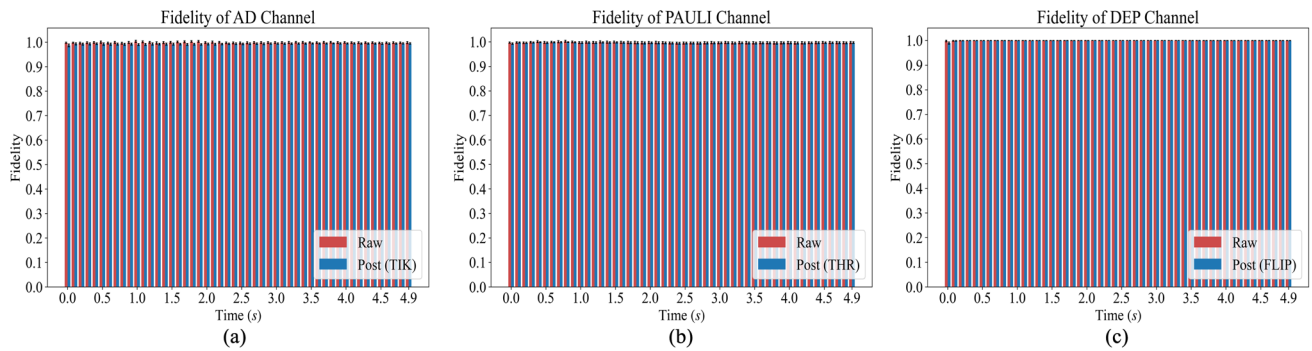 Fidelity of AD Channel
1.0
0.9
0.8
0.7
0.6
0.5
0.4
0.3
0.2
0.1
0.0
Fidelity
Raw
Post (TIK)
0.0 0.5 1.0 1.5 2.0 2.5 3.0 3.5 4.0 4.5 4.9
Time (s)
(a)
Fidelity of PAULI Channel
1.0
0.9
0.8
0.7
0.6
0.5
0.4
0.3
0.2
0.1
0.0
Fidelity
Raw
Post (THR)
0.0 0.5 1.0 1.5 2.0 2.5 3.0 3.5 4.0 4.5 4.9
Time (s)
(b)
Fidelity of DEP Channel
1.0
0.9
0.8
0.7
0.6
0.5
0.4
0.3
0.2
0.1
0.0
Fidelity
Raw
Post (FLIP)
0.0 0.5 1.0 1.5 2.0 2.5 3.0 3.5 4.0 4.5 4.9
Time (s)
(c)